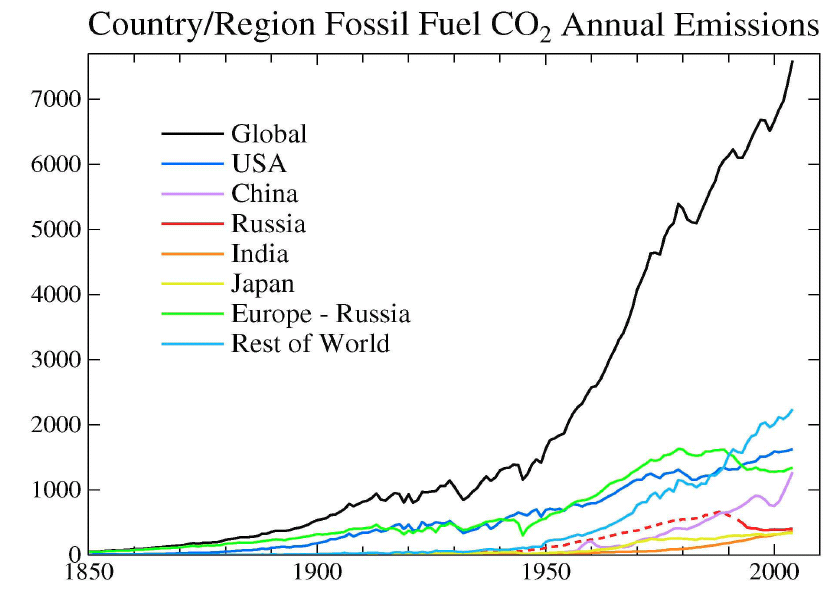 Country/Region Fossil Fuel CO₂ Annual Emissions
7000
6000
5000
4000
3000
2000
1000
0
Global
USA
China
Russia
India
Japan
Europe - Russia
Rest of World
1850
1900
1950
2000